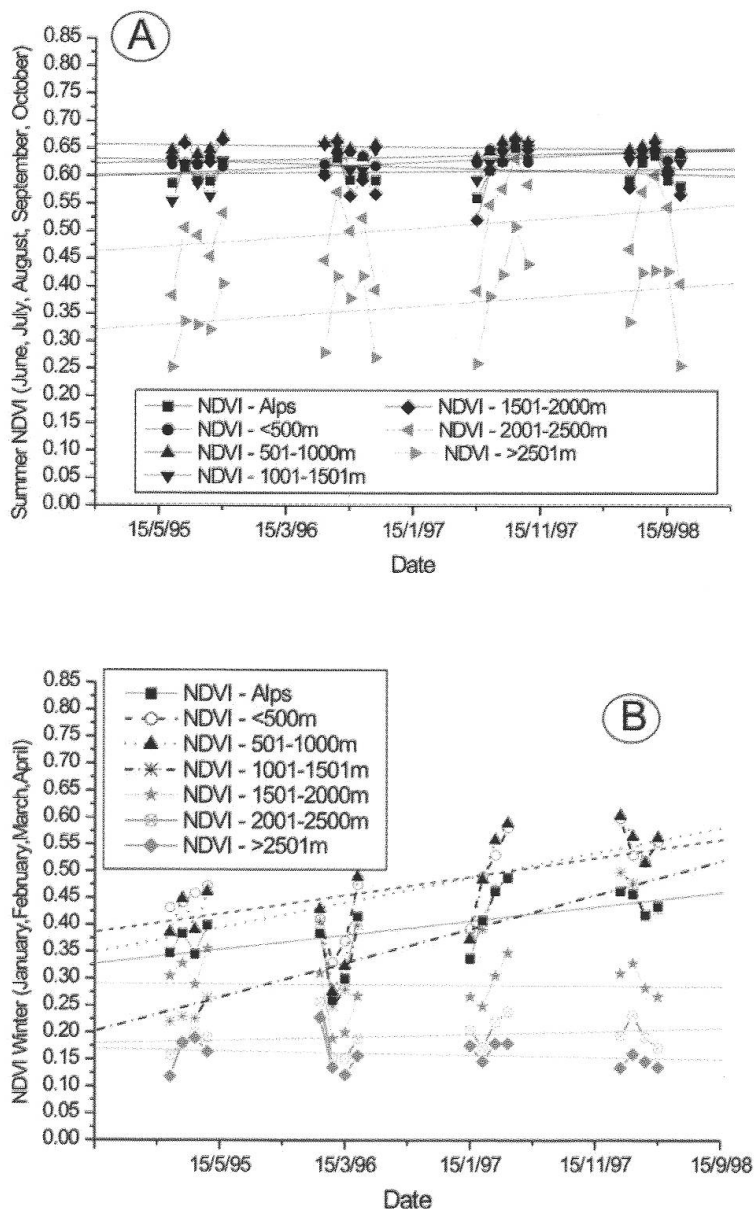 A
Summer NDVI (June, July, August, September, October)
0.85
0.80
0.75
0.70
0.65
0.60
0.55
0.50
0.45
0.40
0.35
0.30
0.25
0.20
0.15
0.10
0.05
0.00
NDVI - Alps
NDVI - <500m
NDVI - 501-1000m
NDVI - 1001-1501m
NDVI - 1501-2000m
NDVI - 2001-2500m
NDVI - >2501m
15/5/95
15/3/96
15/1/97
15/11/97
15/9/98
Date
B
NDVI Winter (January,February,March,April)
0.85
0.80
0.75
0.70
0.65
0.60
0.55
0.50
0.45
0.40
0.35
0.30
0.25
0.20
0.15
0.10
0.05
0.00
NDVI - Alps
NDVI - <500m
NDVI - 501-1000m
NDVI - 1001-1501m
NDVI - 1501-2000m
NDVI - 2001-2500m
NDVI - >2501m
15/5/95
15/3/96
15/1/97
15/11/97
15/9/98
Date